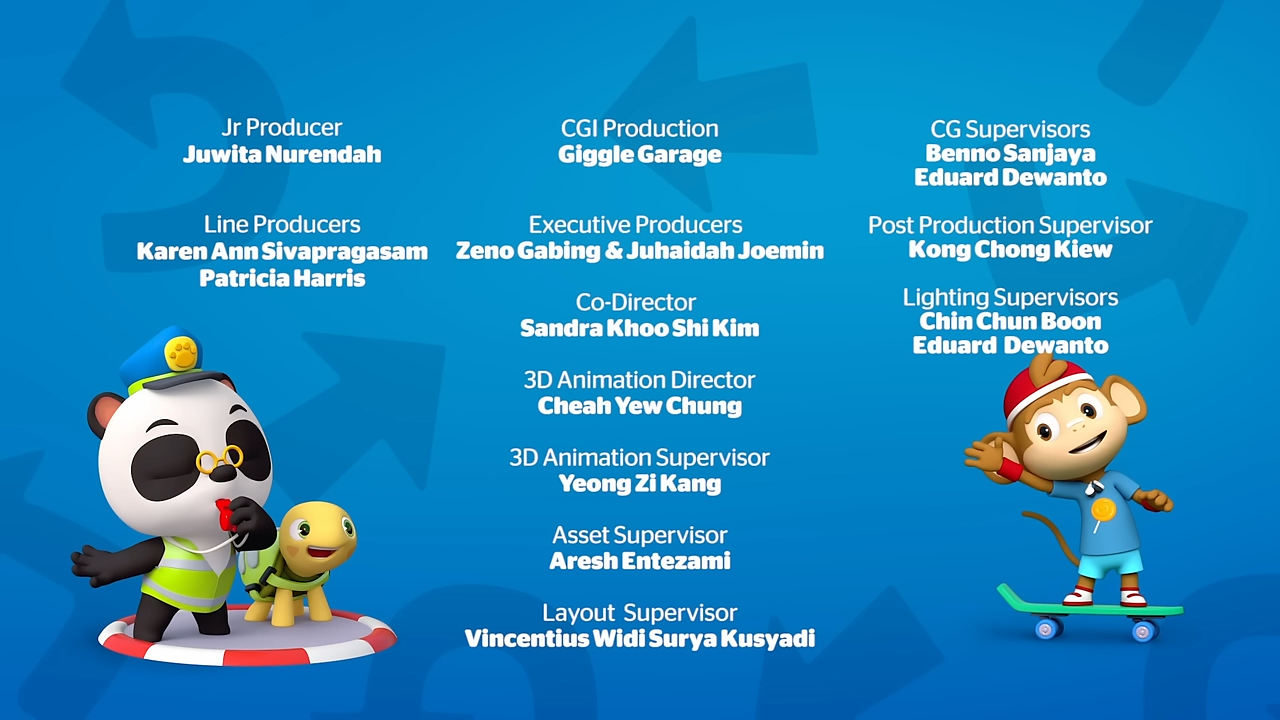 Jr Producer
Juwita Nurendah
Line Producers
Karen Ann Sivapragasam
Patricia Harris
CGI Production
Giggle Garage
Executive Producers
Zeno Gabing & Juhaidah Joemin
Co-Director
Sandra Khoo Shi Kim
3D Animation Director
Cheah Yew Chung
3D Animation Supervisor
Yeong Zi Kang
Asset Supervisor
Aresh Entezami
Layout Supervisor
Vincentius Widi Surya Kusyadi
CG Supervisors
Benno Sanjaya
Eduard Dewanto
Post Production Supervisor
Kong Chong Kiew
Lighting Supervisors
Chin Chun Boon
Eduard Dewanto